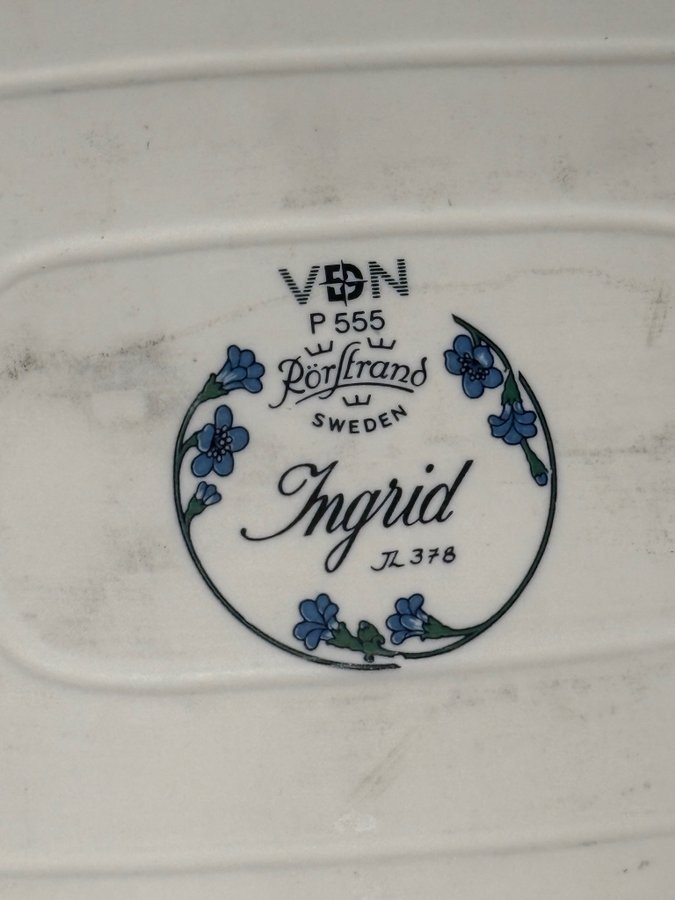 VDN
P 555
Rörstrand
SWEDEN
Ingrid
JL 378